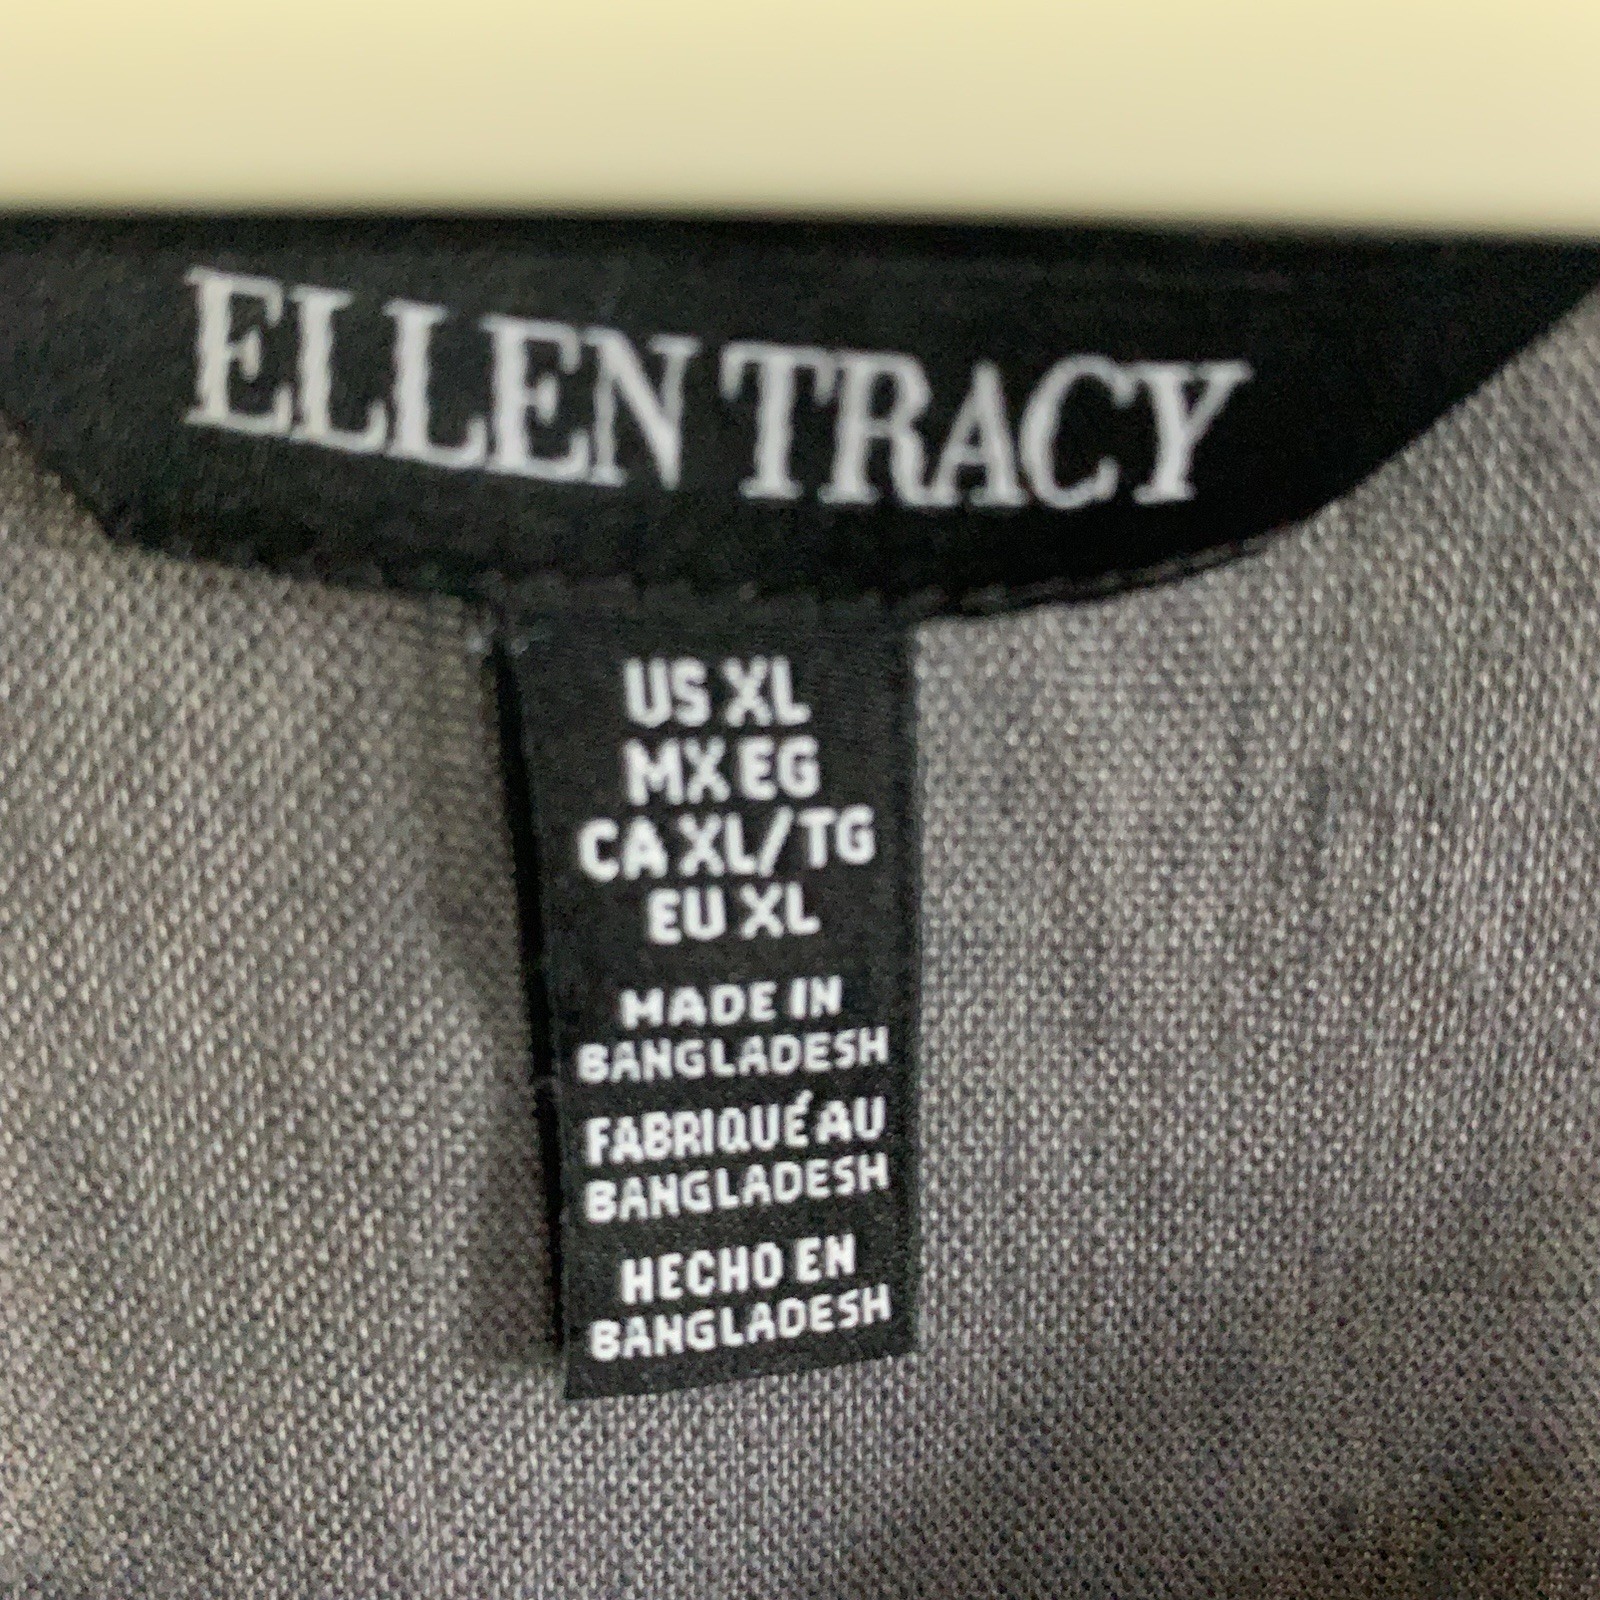 ELLEN TRACY
US XL
MX EG
CA XL/TG
EU XL
MADE IN
BANGLADESH
FABRIQUÉ AU
BANGLADESH
HECHO EN
BANGLADESH